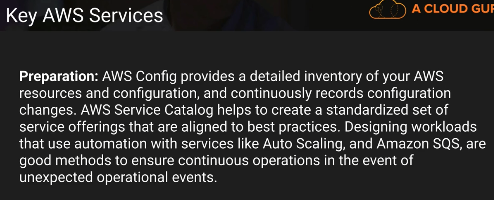 Key AWS Services
A CLOUD GUR
Preparation: AWS Config provides a detailed inventory of your AWS
resources and configuration, and continuously records configuration
changes. AWS Service Catalog helps to create a standardized set of
service offerings that are aligned to best practices. Designing workloads
that use automation with services like Auto Scaling, and Amazon SQS, are
good methods to ensure continuous operations in the event of
unexpected operational events.